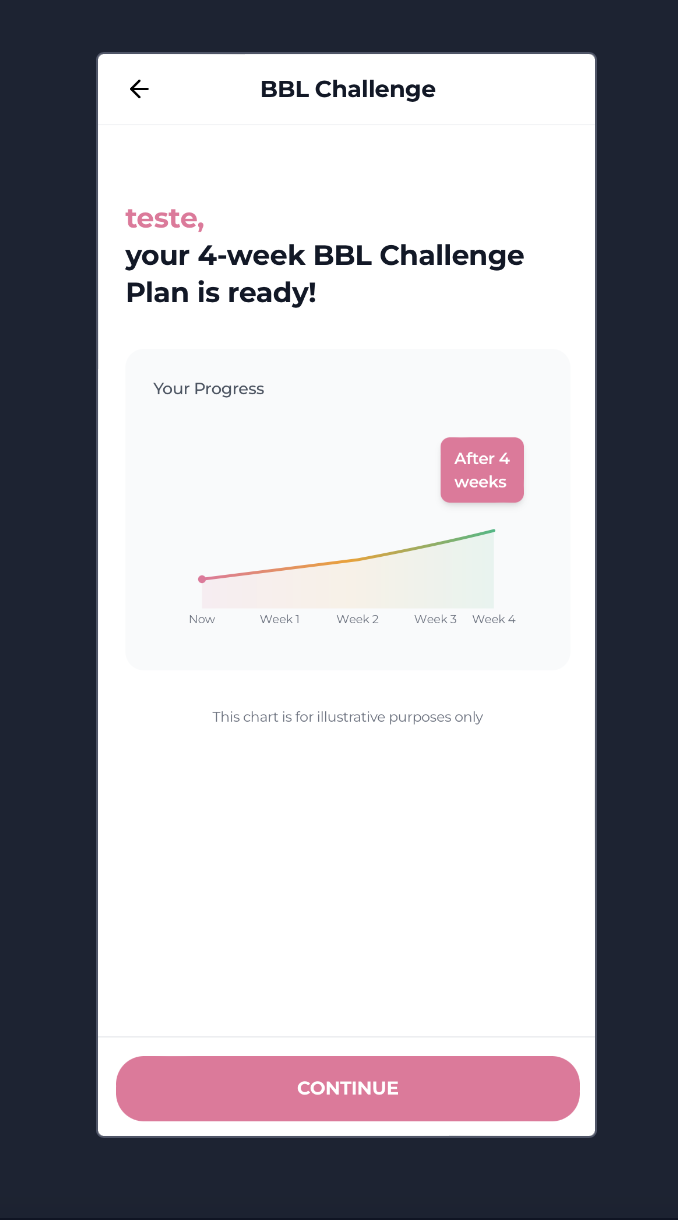 BBL Challenge
teste,
your 4-week BBL Challenge
Plan is ready!
Your Progress
After 4
weeks
Now Week 1 Week 2 Week 3 Week 4
This chart is for illustrative purposes only
CONTINUE